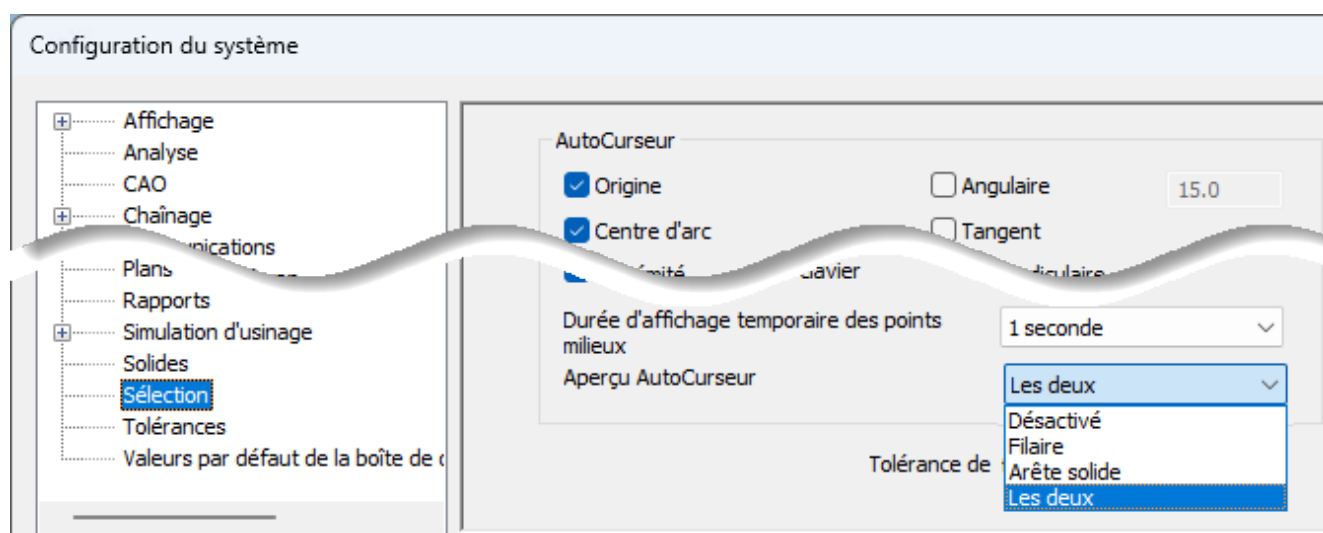 Configuration du système
Affichage
Analyse
CAO
Chaînage
Plans
Rapports
Simulation d'usinage
Solides
Sélection
Tolérances
Valeurs par défaut de la boîte de
AutoCurseur
Origine
Angulaire
15.0
Centre d'arc
Tangent
Durée d'affichage temporaire des points
milieux
1 seconde
Aperçu AutoCurseur
Les deux
Désactivé
Filaire
Arête solide
Les deux
Tolérance de